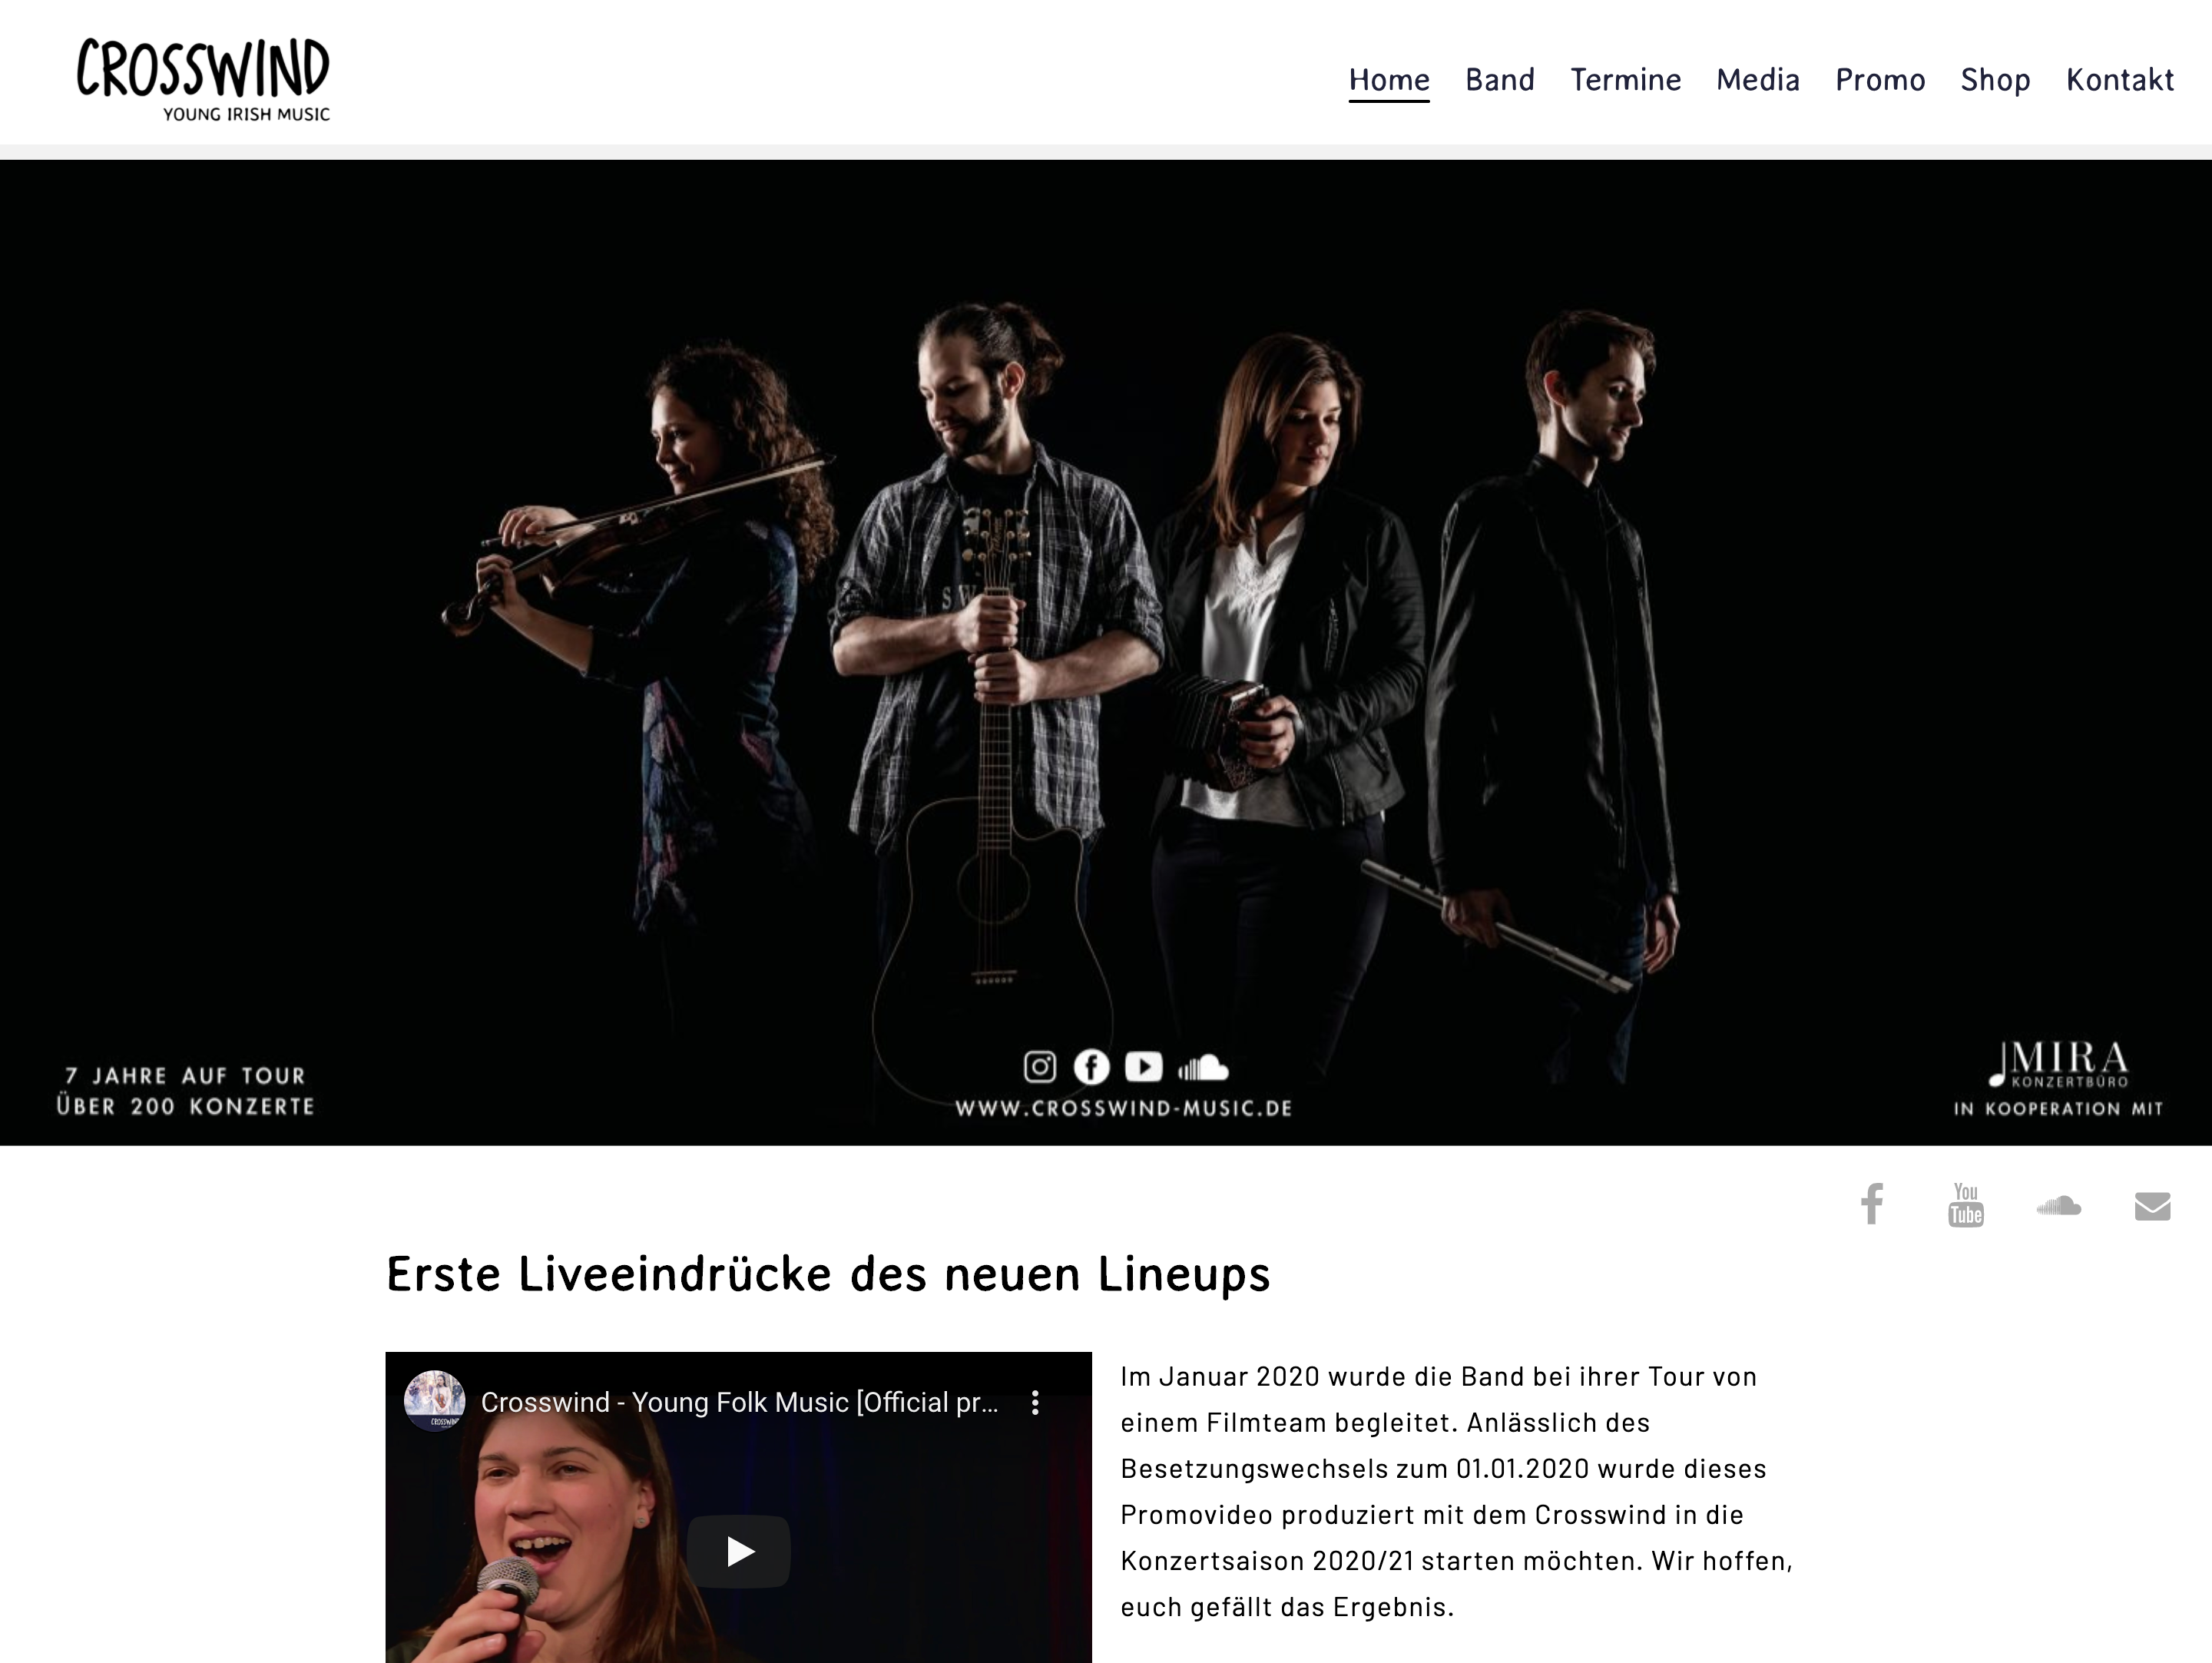 CROSSWIND
YOUNG IRISH MUSIC
Home Band Termine Media Promo Shop Kontakt
7 JAHRE AUF TOUR
ÜBER 200 KONZERTE
WWW.CROSSWIND-MUSIC.DE
MIRA
KONZERTBÜRO
IN KOOPERATION MIT
You
Tube
Erste Liveeindrücke des neuen Lineups
Crosswind - Young Folk Music [Official pr...
Im Januar 2020 wurde die Band bei ihrer Tour von
einem Filmteam begleitet. Anlässlich des
Besetzungswechsels zum 01.01.2020 wurde dieses
Promovideo produziert mit dem Crosswind in die
Konzertsaison 2020/21 starten möchten. Wir hoffen,
euch gefällt das Ergebnis.